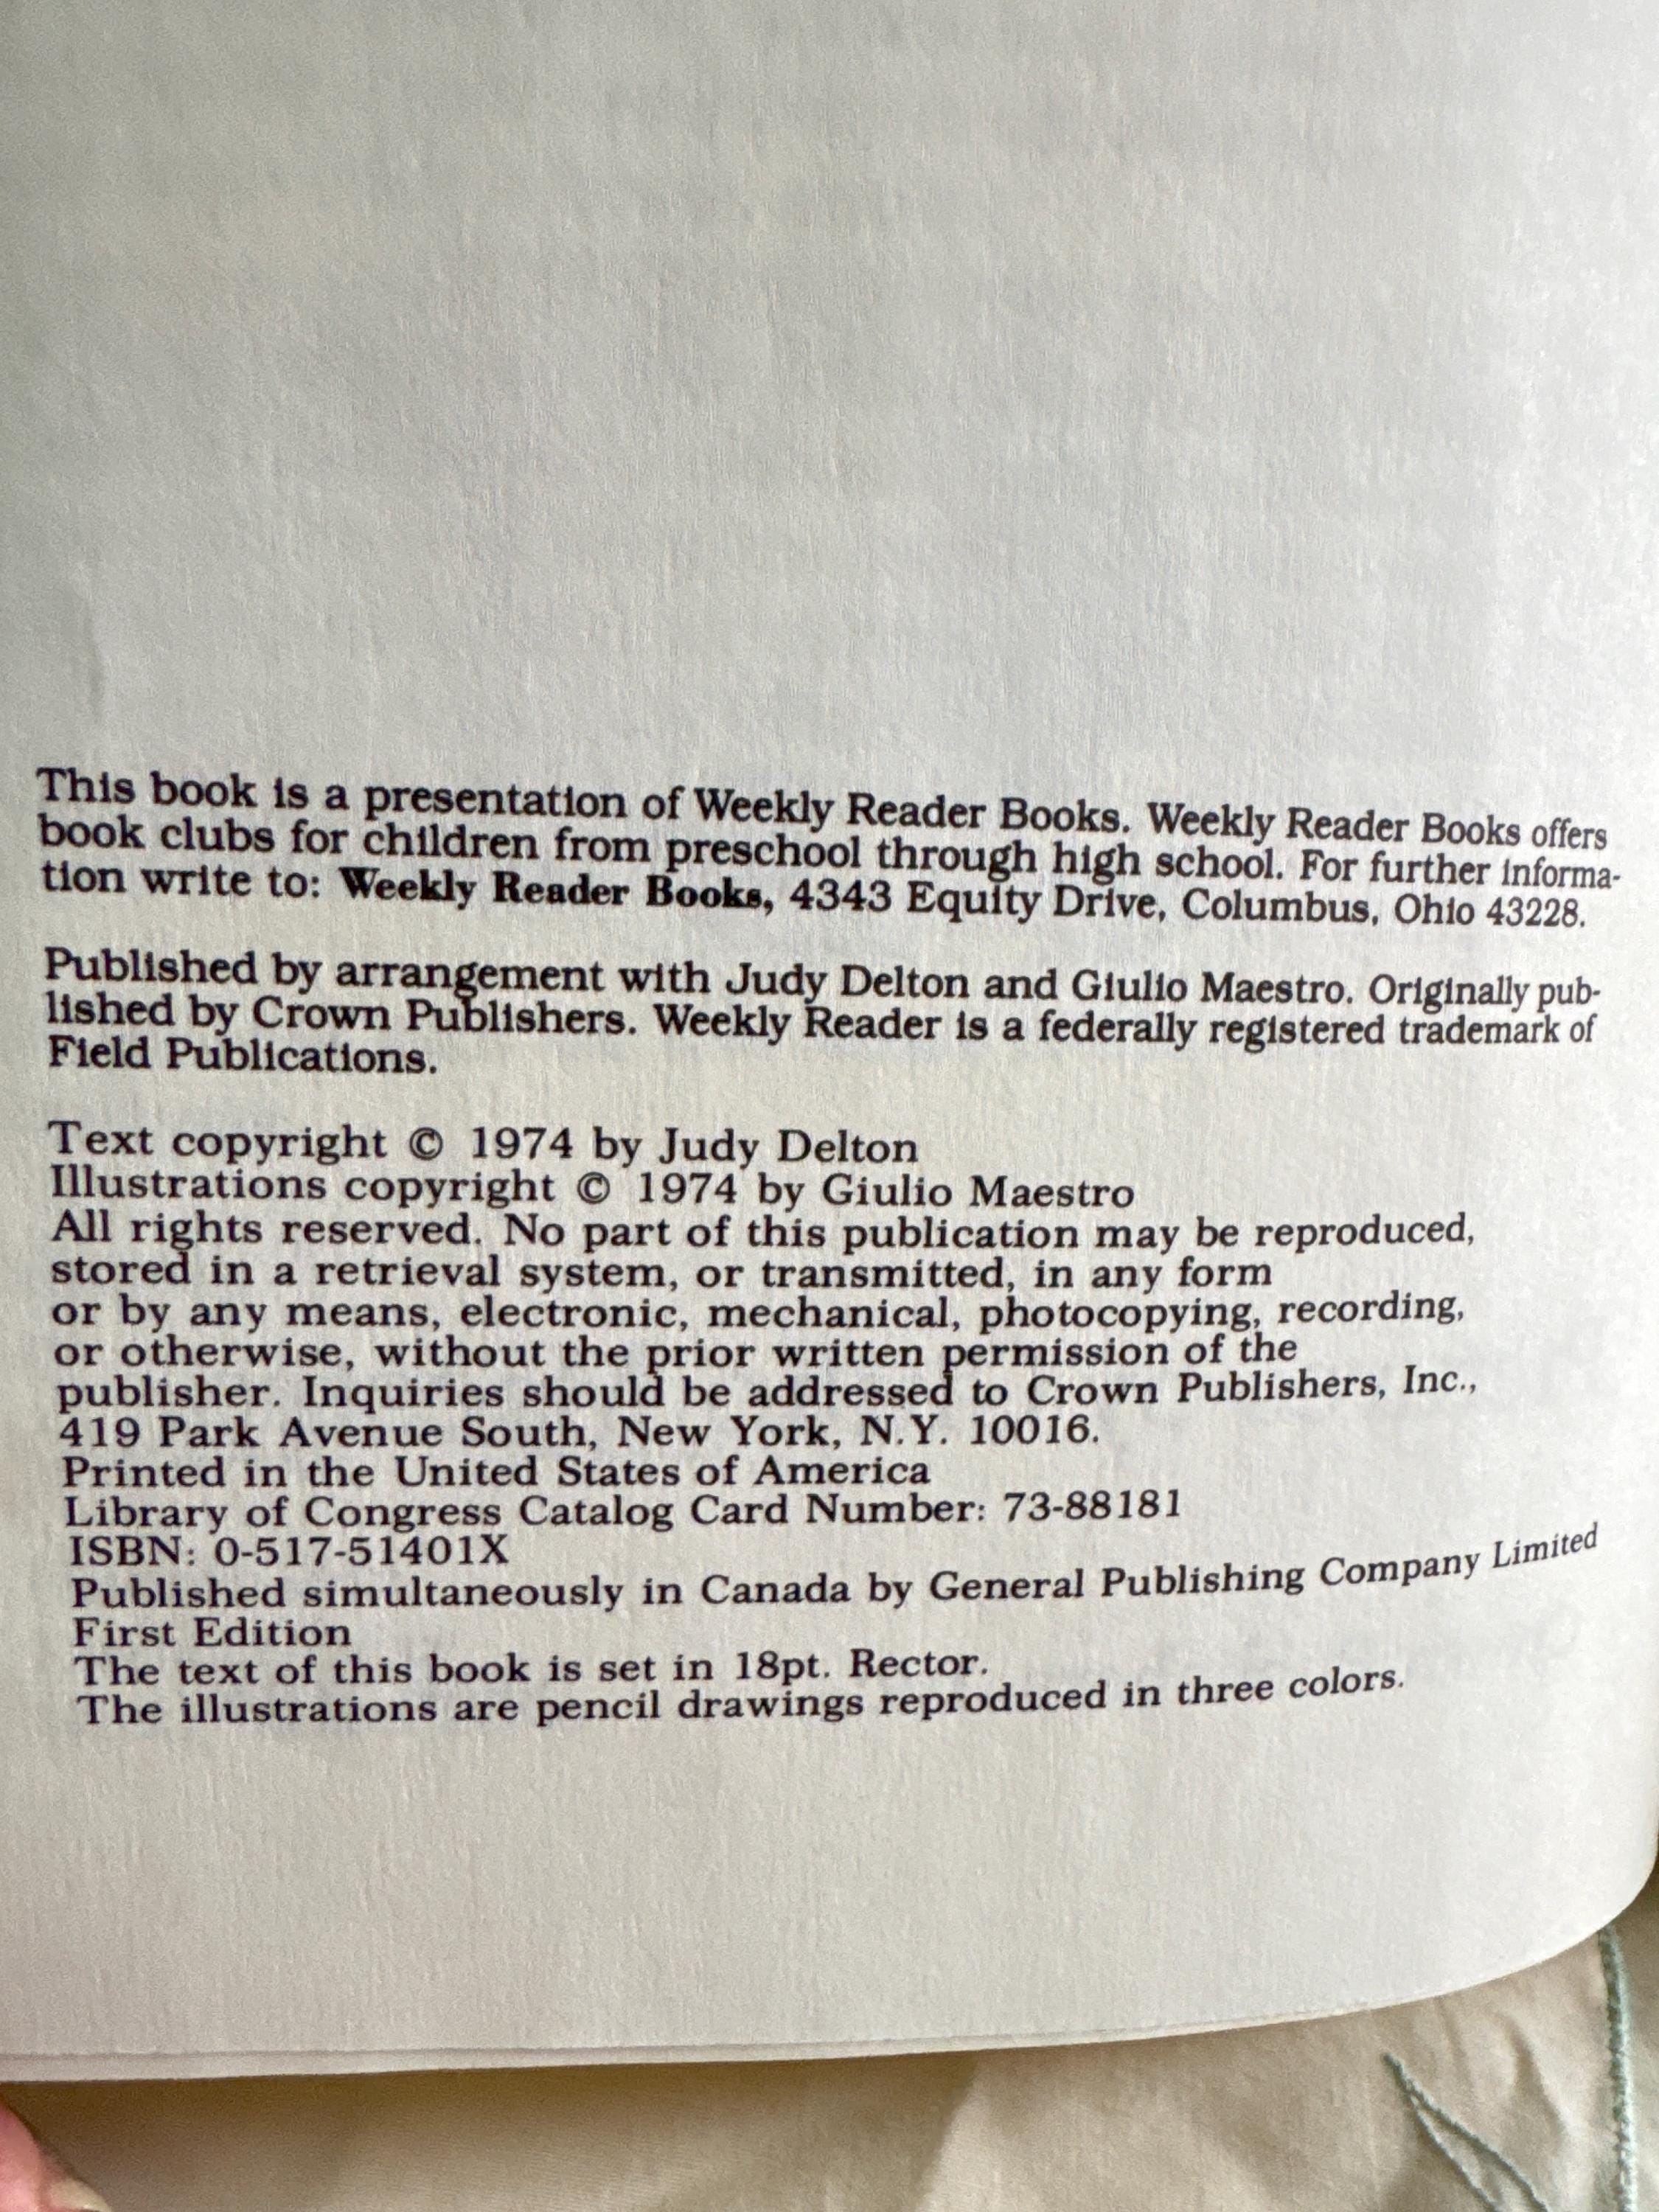 This book is a presentation of Weekly Reader Books. Weekly Reader Books offers
book clubs for children from preschool through high school. For further informa-
tion write to: Weekly Reader Books, 4343 Equity Drive, Columbus, Ohio 43228.
Published by arrangement with Judy Delton and Giulio Maestro. Originally pub-
lished by Crown Publishers. Weekly Reader is a federally registered trademark of
Field Publications.
Text copyright © 1974 by Judy Delton
Illustrations copyright © 1974 by Giulio Maestro
All rights reserved. No part of this publication may be reproduced,
stored in a retrieval system, or transmitted, in any form
or by any means, electronic, mechanical, photocopying, recording,
or otherwise, without the prior written permission of the
publisher. Inquiries should be addressed to Crown Publishers, Inc.,
419 Park Avenue South, New York, N.Y. 10016.
Printed in the United States of America
Library of Congress Catalog Card Number: 73-88181
ISBN: 0-517-51401X
Published simultaneously in Canada by General Publishing Company Limited
First Edition
The text of this book is set in 18pt. Rector.
The illustrations are pencil drawings reproduced in three colors.